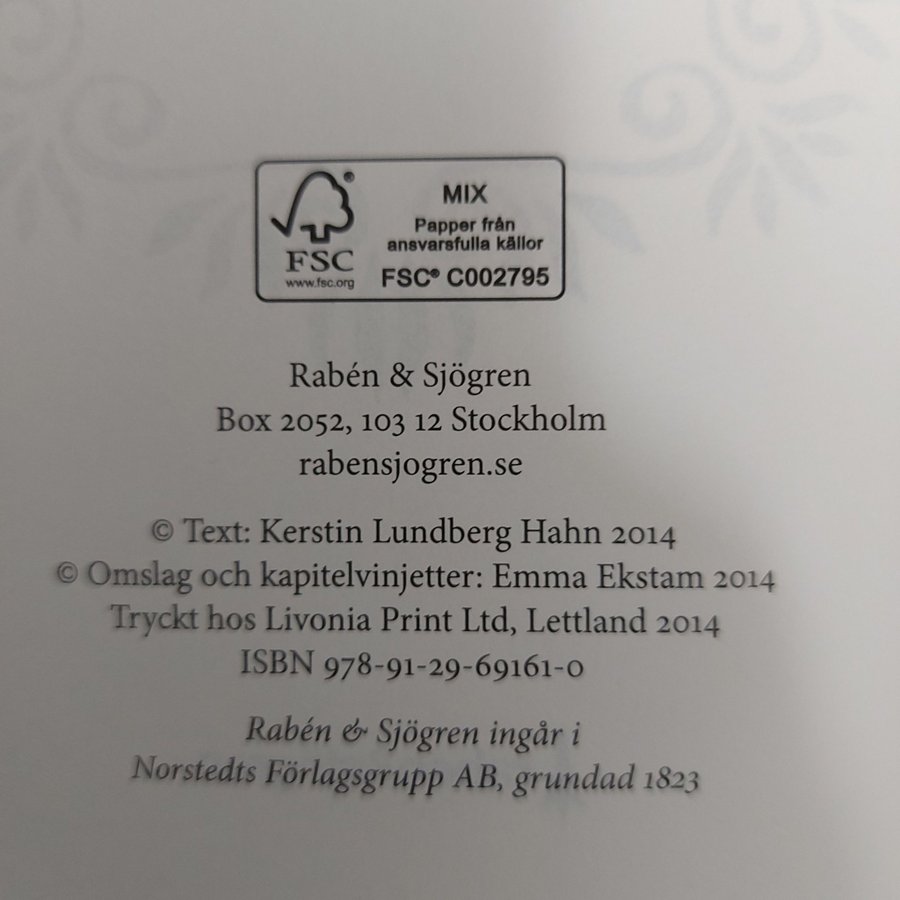 MIX
Papper från
ansvarsfulla källor
FSC® C002795
FSC
www.fsc.org
Rabén & Sjögren
Box 2052, 103 12 Stockholm
rabensjogren.se
© Text: Kerstin Lundberg Hahn 2014
© Omslag och kapitelvinjetter: Emma Ekstam 2014
Tryckt hos Livonia Print Ltd, Lettland 2014
ISBN 978-91-29-69161-0
Rabén & Sjögren ingår i
Norstedts Förlagsgrupp AB, grundad 1823